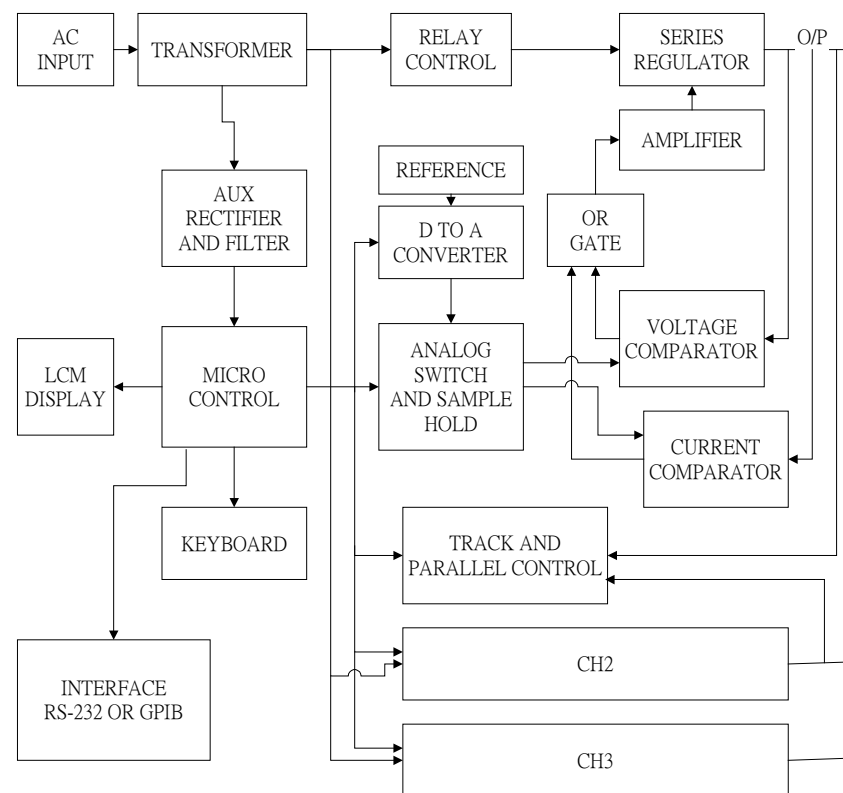 AC
INPUT
TRANSFORMER
RELAY
CONTROL
SERIES
REGULATOR
O/P
AMPLIFIER
REFERENCE
AUX
RECTIFIER
AND FILTER
D TO A
CONVERTER
OR
GATE
LCM
DISPLAY
MICRO
CONTROL
ANALOG
SWITCH
AND SAMPLE
HOLD
VOLTAGE
COMPARATOR
CURRENT
COMPARATOR
KEYBOARD
TRACK AND
PARALLEL CONTROL
INTERFACE
RS-232 OR GPIB
CH2
CH3